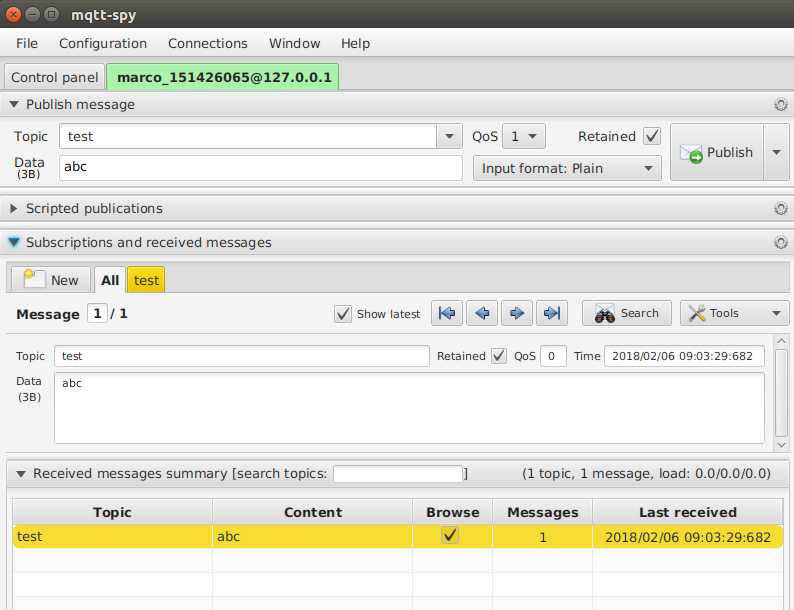 mqtt-spy
File Configuration Connections Window Help
Control panel marco_151426065@127.0.0.1
Publish message
Topic test QoS 1 Retained Publish
Data (3B) abc Input format: Plain
Scripted publications
Subscriptions and received messages
New All test
Message 1 / 1 Show latest Search Tools
Topic test Retained QoS 0 Time 2018/02/06 09:03:29:682
Data abc
(3B)
Received messages summary [search topics: ] (1 topic, 1 message, load: 0.0/0.0/0.0)
Topic Content Browse Messages Last received
test abc 1 2018/02/06 09:03:29:682